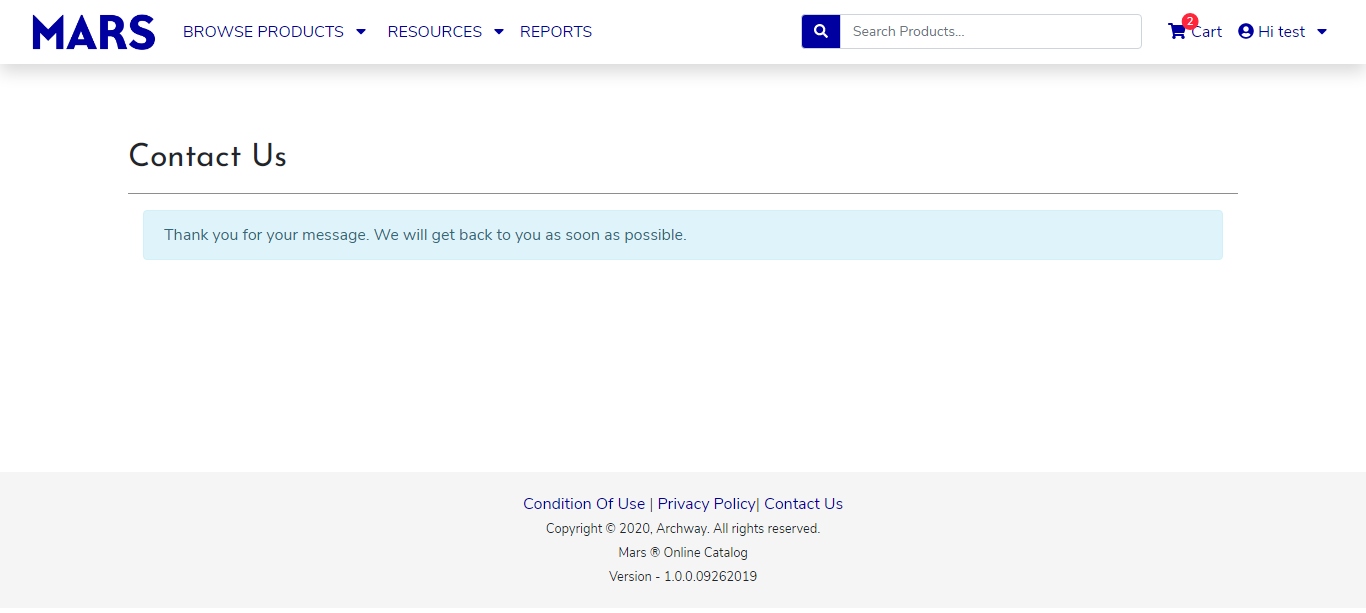 MARS BROWSE PRODUCTS RESOURCES REPORTS Search Products... 2 Cart Hi test
Contact Us
Thank you for your message. We will get back to you as soon as possible.
Condition Of Use | Privacy Policy| Contact Us
Copyright © 2020, Archway. All rights reserved.
Mars ® Online Catalog
Version - 1.0.0.09262019